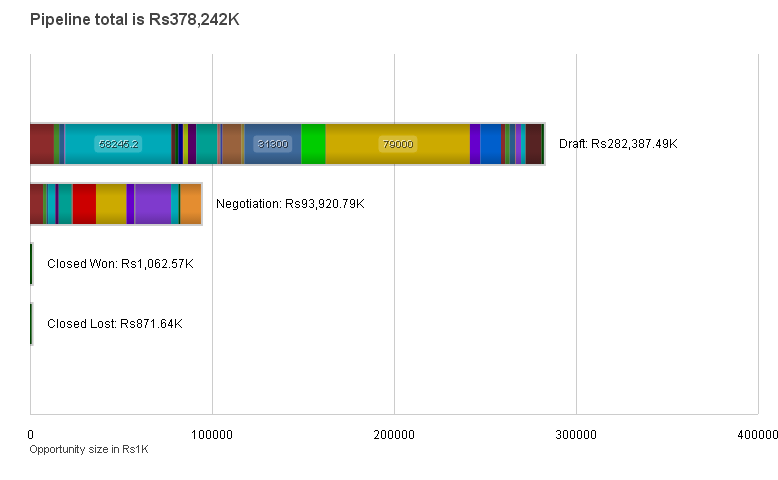 Pipeline total is Rs378,242K
53246.2 31300 79000 Draft: Rs282,387.49K
Negotiation: Rs93,920.79K
Closed Won: Rs1,062.57K
Closed Lost: Rs871.64K
0 100000 200000 300000 400000
Opportunity size in Rs1K